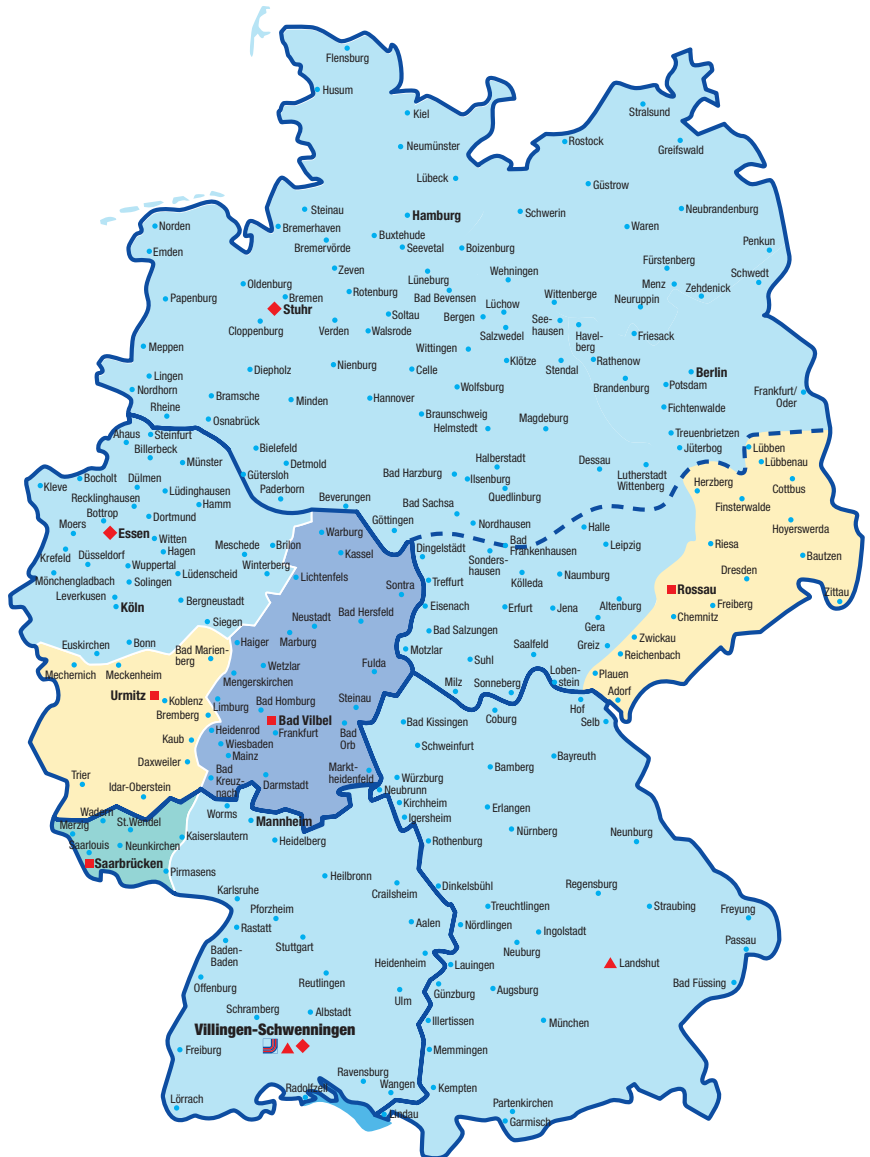 Flensburg
Husum
Kiel
Stralsund
Rostock
Neumünster
Greifswald
Lübeck
Güstrow
Steinau
Hamburg
Schwerin
Neubrandenburg
Norden
Bremerhaven
Waren
Buxtehude
Bremervörde
Seevetal
Boizenburg
Penkun
Emden
Fürstenberg
Zeven
Lüneburg
Wehningen
Schwedt
Oldenburg
Menz
Zehdenick
Papenburg
Bremen
Rotenburg
Bad Bevensen
Wittenberge
Neuruppin
Stuhr
Lüchow
Soltau
Bergen
See-
hausen
Cloppenburg
Verden
Walsrode
Salzwedel
Havel-
berg
Friesack
Meppen
Wittingen
Klötze
Rathenow
Nienburg
Celle
Stendal
Diepholz
Berlin
Lingen
Wolfsburg
Brandenburg
Potsdam
Nordhorn
Bramsche
Minden
Hannover
Frankfurt/
Oder
Rheine
Braunschweig
Magdeburg
Fichtenwalde
Osnabrück
Helmstedt
Ahaus
Steinfurt
Treuenbrietzen
Billerbeck
Bielefeld
Jüterbog
Lübben
Münster
Detmold
Halberstadt
Dessau
Lübbenau
Gütersloh
Bad Harzburg
Ilsenburg
Lutherstadt
Wittenberg
Kleve
Bocholt
Dülmen
Herzberg
Cottbus
Recklinghausen
Lüdinghausen
Paderborn
Quedlinburg
Beverungen
Bad Sachsa
Finsterwalde
Hamm
Bottrop
Dortmund
Göttingen
Nordhausen
Halle
Hoyerswerda
Moers
Essen
Warburg
Witten
Meschede
Brilon
Dingelstädt
Bad
Frankenhausen
Leipzig
Riesa
Krefeld
Düsseldorf
Hagen
Kassel
Sonders-
hausen
Bautzen
Wuppertal
Winterberg
Lüdenscheid
Lichtenfels
Treffurt
Kölleda
Naumburg
Dresden
Mönchengladbach
Solingen
Sontra
Rossau
Zittau
Leverkusen
Köln
Bergneustadt
Eisenach
Erfurt
Jena
Altenburg
Freiberg
Siegen
Neustadt
Bad Hersfeld
Gera
Chemnitz
Marburg
Bad Salzungen
Euskirchen
Bonn
Haiger
Motzlar
Saalfeld
Greiz
Zwickau
Bad Marien-
berg
Fulda
Suhl
Reichenbach
Mechernich
Meckenheim
Wetzlar
Mengerskirchen
Milz
Sonneberg
Loben-
stein
Plauen
Urmitz
Koblenz
Limburg
Bad Homburg
Steinau
Adorf
Bremberg
Bad Vilbel
Bad Kissingen
Coburg
Hof
Selb
Heidenrod
Frankfurt
Bad
Orb
Kaub
Wiesbaden
Schweinfurt
Mainz
Bayreuth
Daxweiler
Bad
Kreuz-
nach
Markt-
heidenfeld
Bamberg
Trier
Darmstadt
Würzburg
Idar-Oberstein
Neubrunn
Kirchheim
Wadern
Worms
Mannheim
Erlangen
Merzig
St.Wendel
Igersheim
Nürnberg
Kaiserslautern
Heidelberg
Rothenburg
Neunburg
Saarlouis
Neunkirchen
Saarbrücken
Pirmasens
Heilbronn
Dinkelsbühl
Regensburg
Karlsruhe
Crailsheim
Treuchtlingen
Straubing
Freyung
Pforzheim
Rastatt
Aalen
Nördlingen
Ingolstadt
Stuttgart
Baden-
Baden
Neuburg
Passau
Heidenheim
Lauingen
Landshut
Offenburg
Reutlingen
Günzburg
Augsburg
Bad Füssing
Ulm
Schramberg
Albstadt
Illertissen
München
Villingen-Schwenningen
Freiburg
Memmingen
Ravensburg
Radolfzell
Wangen
Kempten
Lörrach
Partenkirchen
Lindau
Garmisch